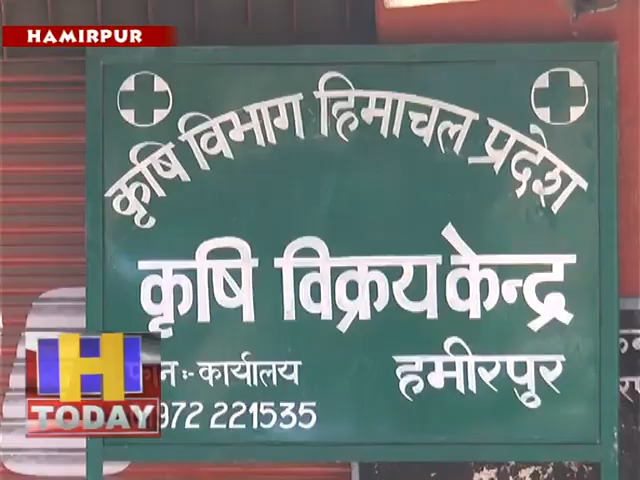 HAMIRPUR
कृषि विभाग हिमाचल प्रदेश
कृषि विक्रय केन्द्र
हमीरपुर
फोन :- कार्यालय
972 221535
H
TODAY